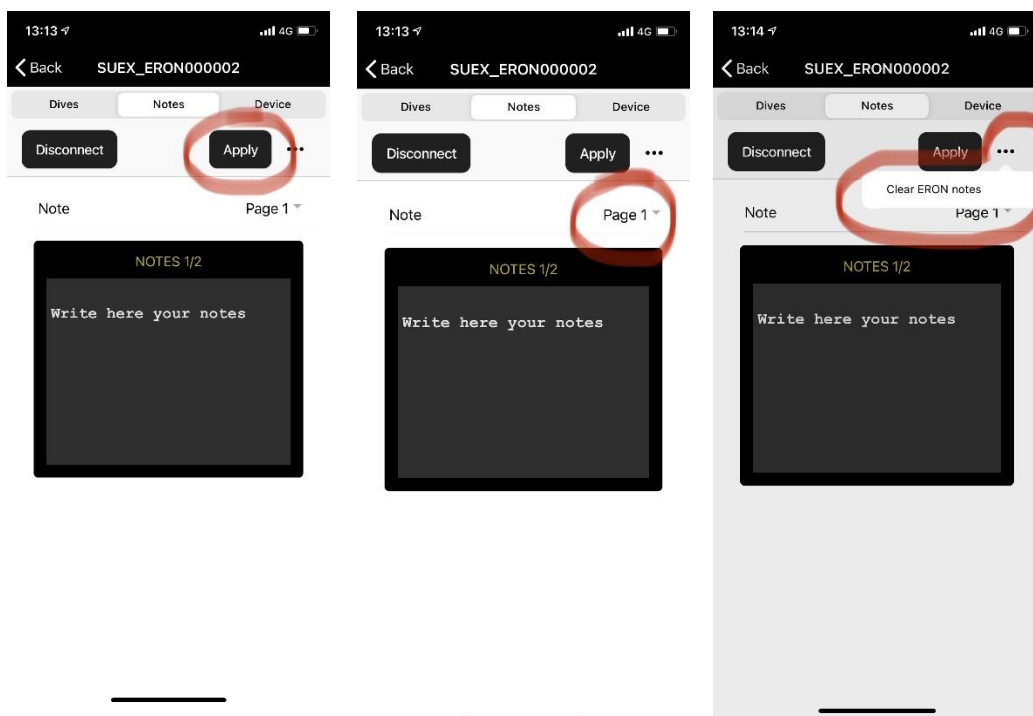 13:13 4G
Back SUEX_ERON000002
Dives Notes Device
Disconnect Apply •••
Note Page 1
NOTES 1/2
Write here your notes
13:13 4G
Back SUEX_ERON000002
Dives Notes Device
Disconnect Apply •••
Note Page 1
NOTES 1/2
Write here your notes
13:14 4G
Back SUEX_ERON000002
Dives Notes Device
Disconnect Apply •••
Clear ERON notes
Note Page 1
NOTES 1/2
Write here your notes